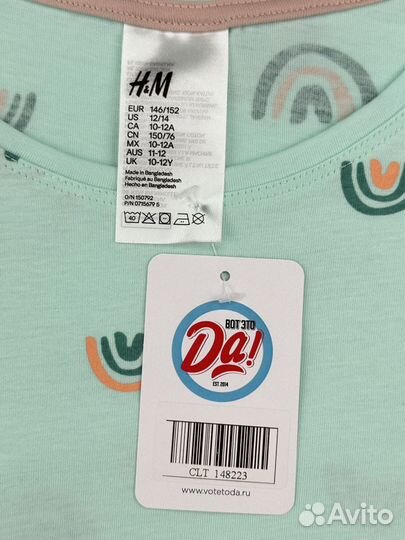 H&M
EUR 146/152
US 12/14
CA 10-12A
CN 150/76
MX 10-12A
AUS 11-12
UK 10-12Y
Made in Bangladesh
Fabriqué au Bangladesh
Hecho en Bangladesh
O/N 150792
P/N 0715679 5
40
ВОТ ЭТО
Да!
EST. 2014
CLT 148223
www.votetoda.ru
Avito